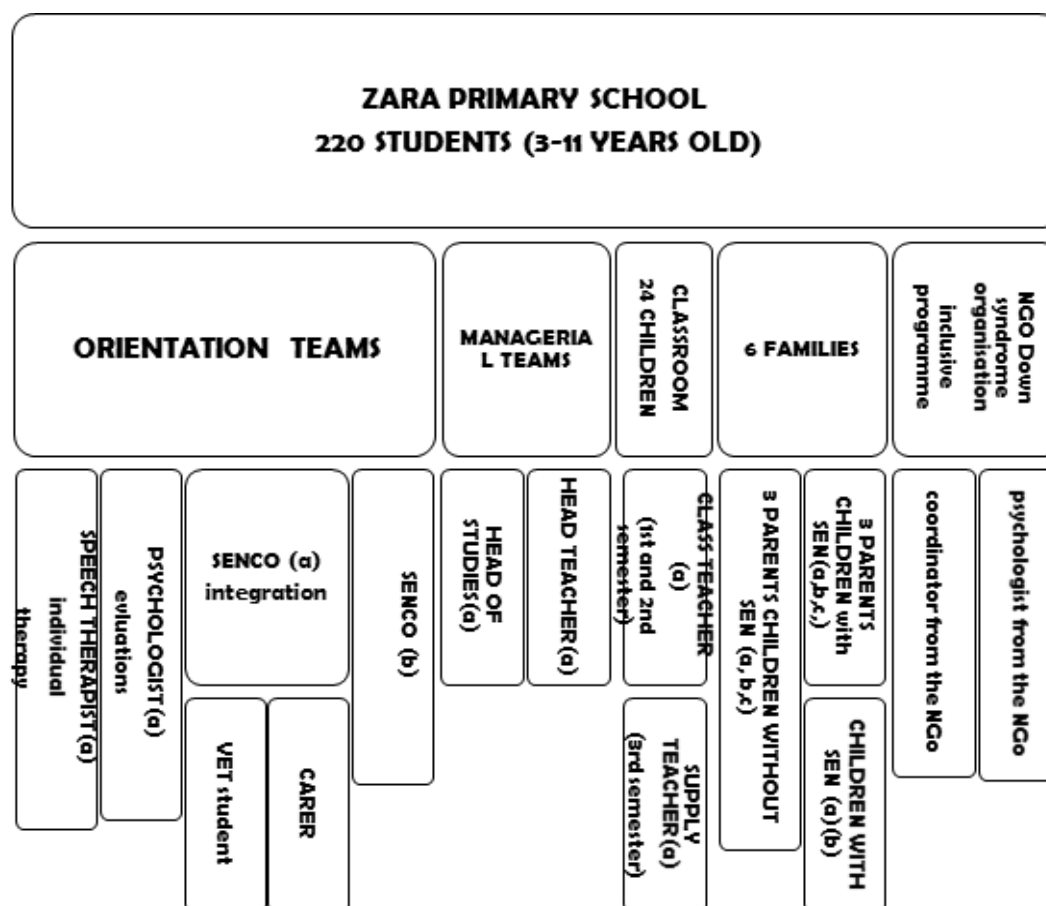 ZARA PRIMARY SCHOOL
220 STUDENTS (3-11 YEARS OLD)
ORIENTATION TEAMS
MANAGERIA
L TEAMS
CLASSROOM
24 CHILDREN
6 FAMILIES
NGO Down
syndrome
organisation
inclusive
programme
SPEECH THERAPIST(a)
individual
therapy
PSYCHOLOGIST(a)
evluations
SENCO (a)
integration
SENCO (b)
HEAD OF
STUDIES(a)
HEAD TEACHER(a)
CLASS TEACHER
(a)
(1st and 2nd
semester)
3 PARENTS CHILDREN WITHOUT
SEN (a, b,c)
3 PARENTS
CHILDREN with
SEN(a,b,c,)
coordinator from the NGo
psychologist from the NGo
VET student
CARER
SUPPLY
TEACHER(a)
(3rd semester)
CHILDREN WITH
SEN (a)(b)